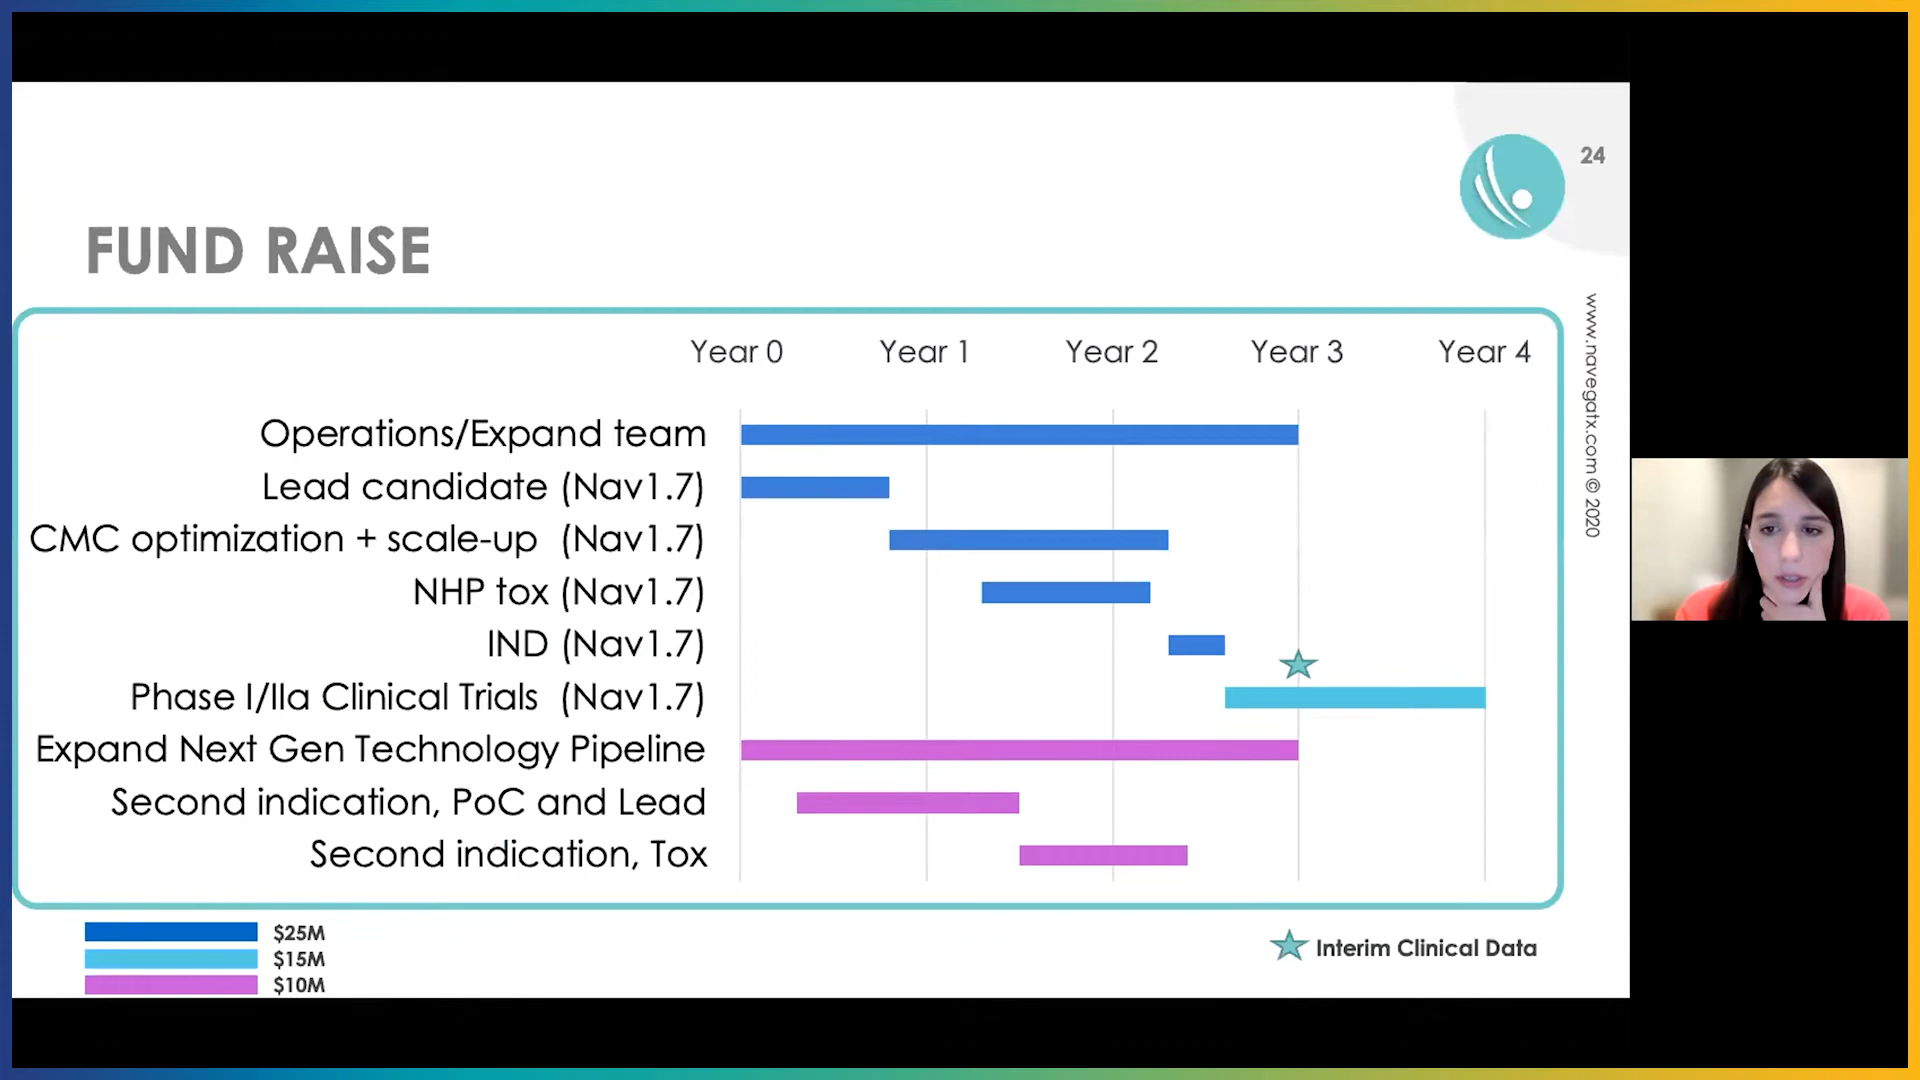 24
FUND RAISE
www.navegatx.com © 2020
Year 0 Year 1 Year 2 Year 3 Year 4
Operations/Expand team
Lead candidate (Nav1.7)
CMC optimization + scale-up (Nav1.7)
NHP tox (Nav1.7)
IND (Nav1.7)
Phase I/IIa Clinical Trials (Nav1.7)
Expand Next Gen Technology Pipeline
Second indication, PoC and Lead
Second indication, Tox
$25M
$15M
$10M
Interim Clinical Data